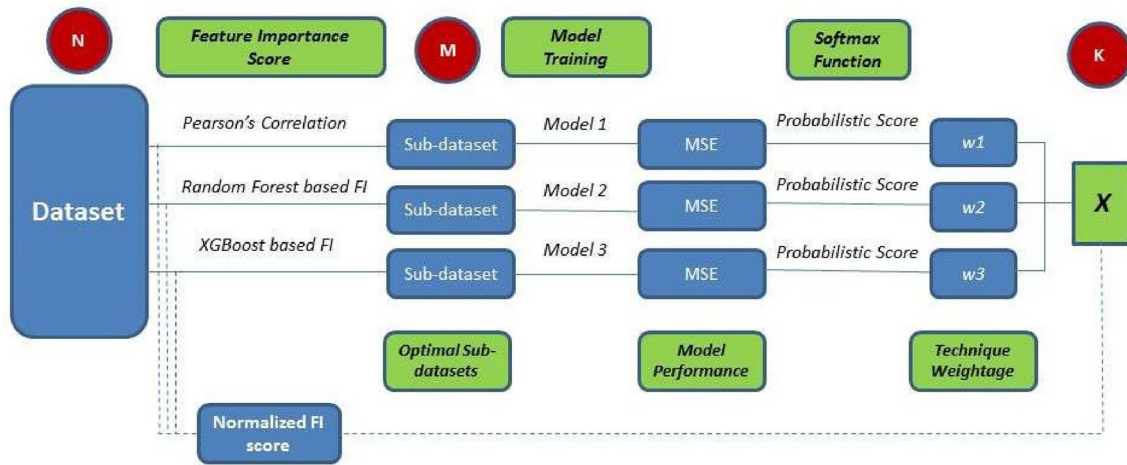 N
Feature Importance
Score
M
Model
Training
Softmax
Function
K
Dataset
Pearson's Correlation
Sub-dataset
Model 1
MSE
Probabilistic Score
w1
Random Forest based FI
Sub-dataset
Model 2
MSE
Probabilistic Score
w2
X
XGBoost based FI
Sub-dataset
Model 3
MSE
Probabilistic Score
w3
Optimal Sub-
datasets
Model
Performance
Technique
Weightage
Normalized FI
score